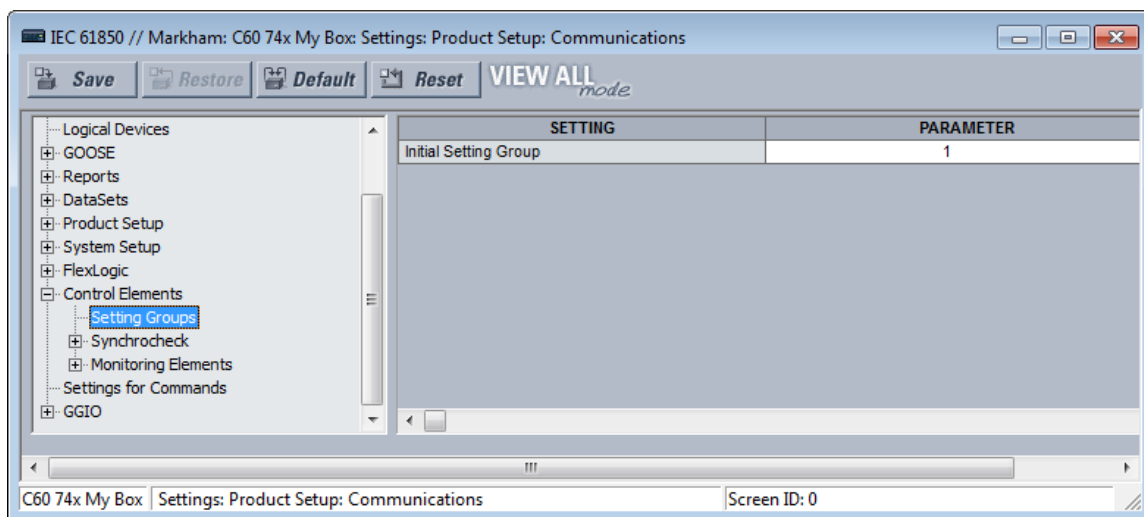 IEC 61850 // Markham: C60 74x My Box: Settings: Product Setup: Communications
Save Restore Default Reset VIEW ALL mode
Logical Devices
GOOSE
Reports
DataSets
Product Setup
System Setup
FlexLogic
Control Elements
Setting Groups
Synchrocheck
Monitoring Elements
Settings for Commands
GGIO
SETTING PARAMETER
Initial Setting Group 1
C60 74x My Box Settings: Product Setup: Communications Screen ID: 0